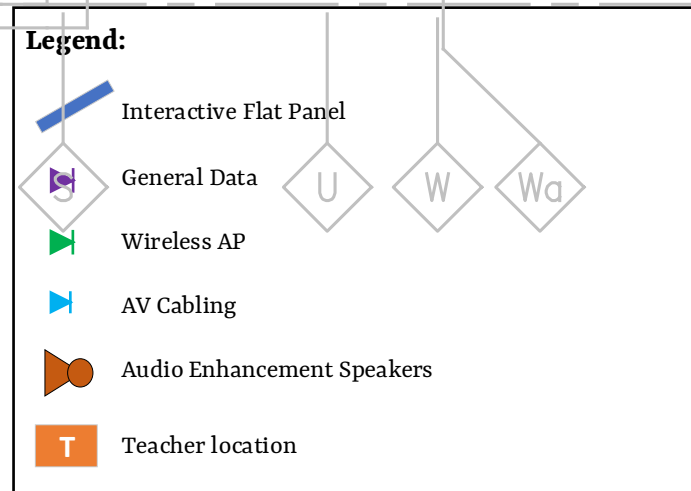 Legend:
Interactive Flat Panel
S General Data U W Wa
Wireless AP
AV Cabling
Audio Enhancement Speakers
T Teacher location